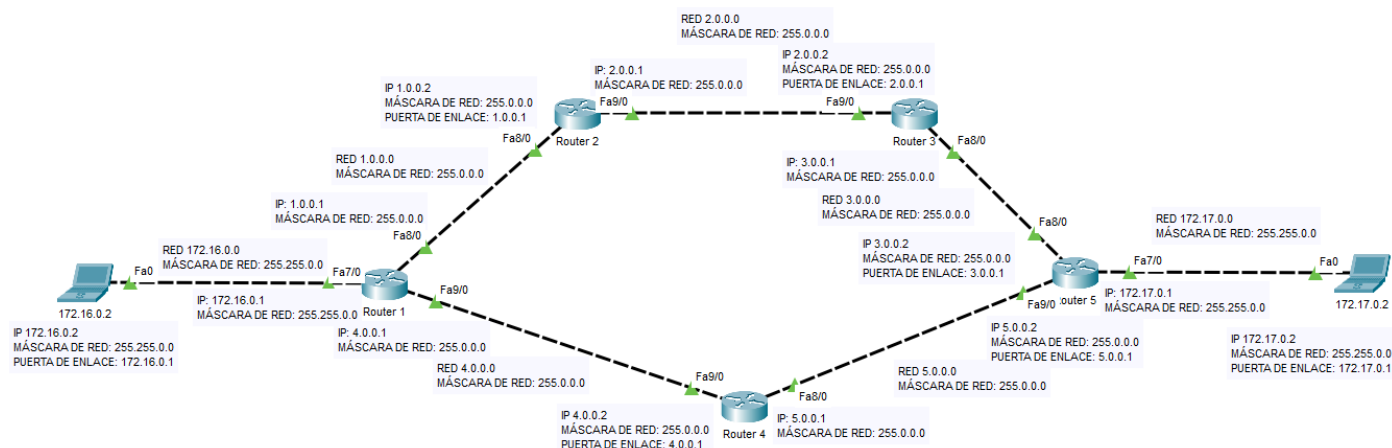 RED 2.0.0.0
MÁSCARA DE RED: 255.0.0.0
IP 1.0.0.2
MÁSCARA DE RED: 255.0.0.0
PUERTA DE ENLACE: 1.0.0.1
IP: 2.0.0.1
MÁSCARA DE RED: 255.0.0.0
Fa9/0
IP 2.0.0.2
MÁSCARA DE RED: 255.0.0.0
PUERTA DE ENLACE: 2.0.0.1
Fa9/0
Router 2
Fa8/0
Router 3
Fa8/0
RED 1.0.0.0
MÁSCARA DE RED: 255.0.0.0
IP: 3.0.0.1
MÁSCARA DE RED: 255.0.0.0
RED 3.0.0.0
MÁSCARA DE RED: 255.0.0.0
IP: 1.0.0.1
MÁSCARA DE RED: 255.0.0.0
Fa8/0
Fa8/0
RED 172.16.0.0
MÁSCARA DE RED: 255.255.0.0
RED 172.17.0.0
MÁSCARA DE RED: 255.255.0.0
IP 3.0.0.2
MÁSCARA DE RED: 255.0.0.0
PUERTA DE ENLACE: 3.0.0.1
Fa0
Fa7/0
Fa7/0
Fa0
172.16.0.2
IP: 172.16.0.1
MÁSCARA DE RED: 255.255.0.0
Router 1
Fa9/0
Fa9/0
outer 5
IP: 172.17.0.1
MÁSCARA DE RED: 255.255.0.0
172.17.0.2
IP 172.16.0.2
MÁSCARA DE RED: 255.255.0.0
PUERTA DE ENLACE: 172.16.0.1
IP: 4.0.0.1
MÁSCARA DE RED: 255.0.0.0
IP 5.0.0.2
MÁSCARA DE RED: 255.0.0.0
PUERTA DE ENLACE: 5.0.0.1
IP 172.17.0.2
MÁSCARA DE RED: 255.255.0.0
PUERTA DE ENLACE: 172.17.0.1
RED 4.0.0.0
MÁSCARA DE RED: 255.0.0.0
RED 5.0.0.0
MÁSCARA DE RED: 255.0.0.0
Fa9/0
Fa8/0
IP 4.0.0.2
MÁSCARA DE RED: 255.0.0.0
PUERTA DE ENLACE: 4.0.0.1
Router 4
IP: 5.0.0.1
MÁSCARA DE RED: 255.0.0.0